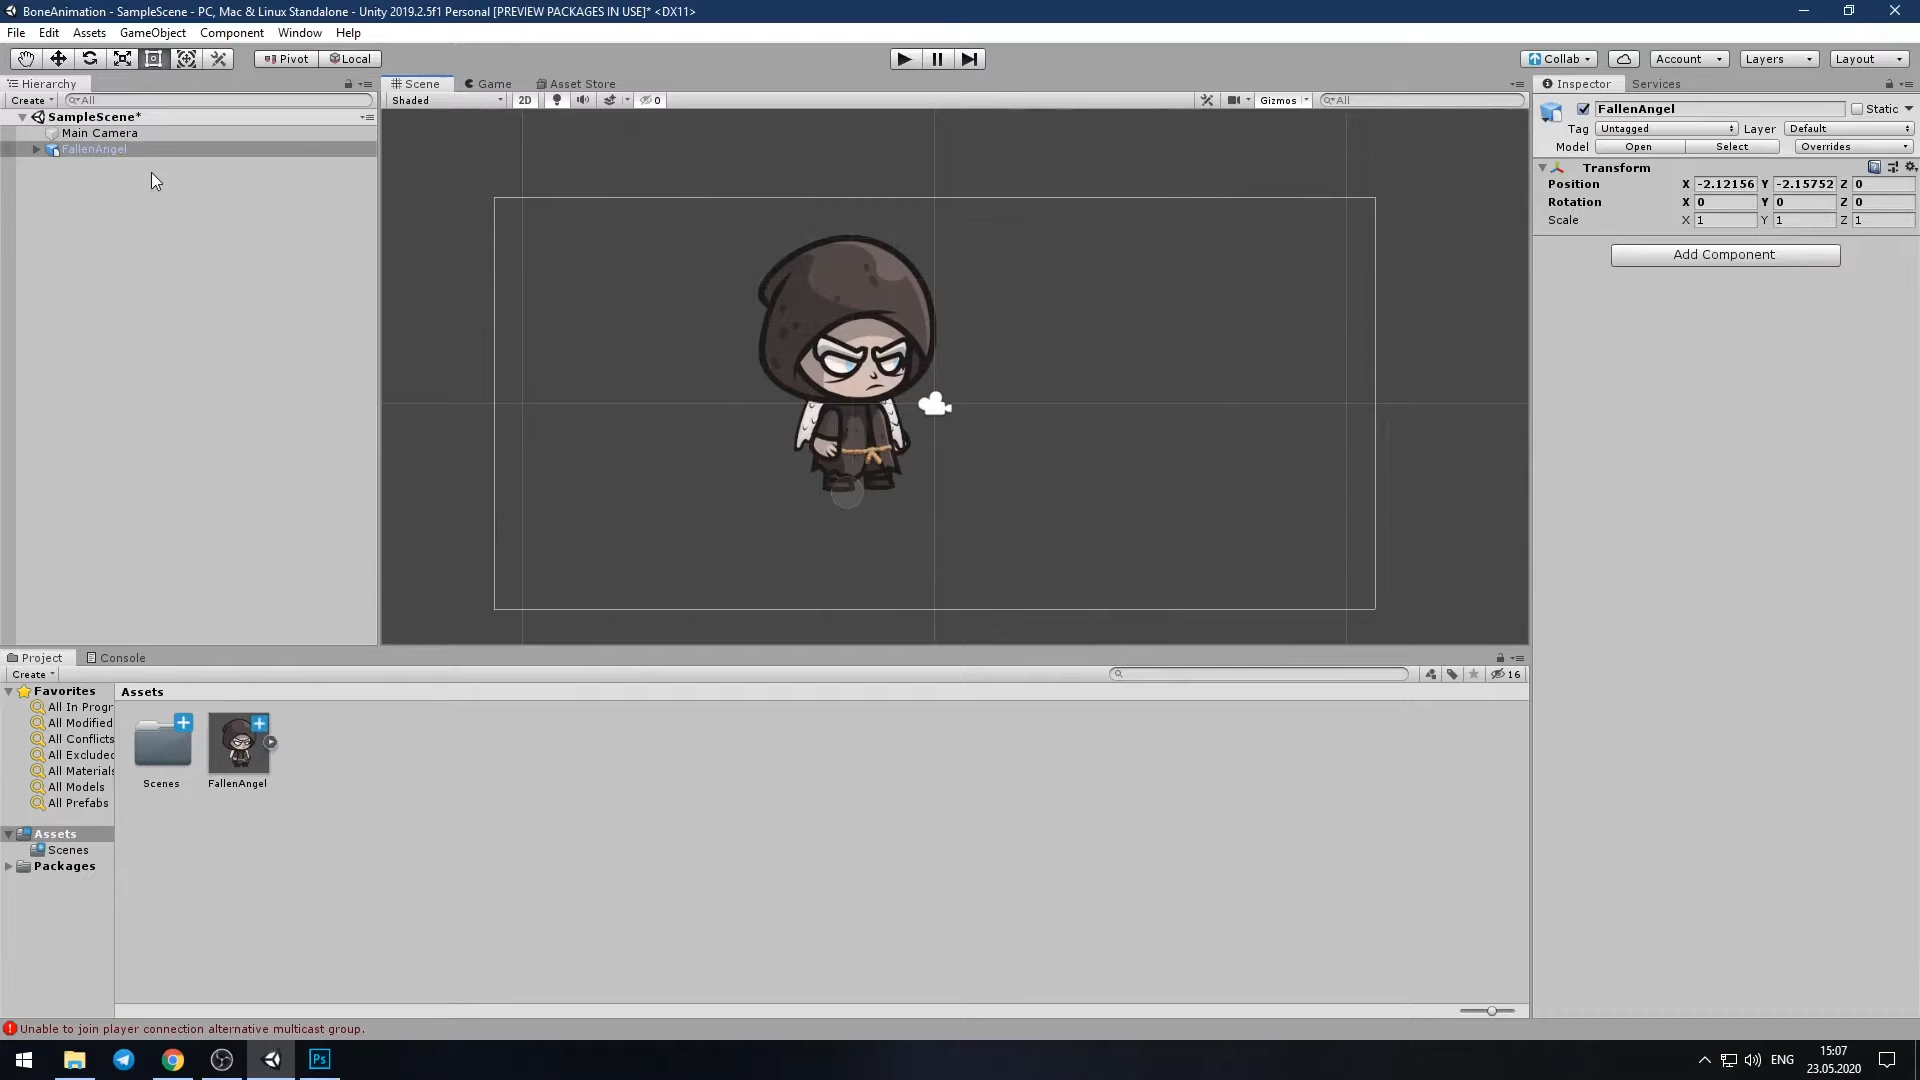 BoneAnimation - SampleScene - PC, Mac & Linux Standalone - Unity 2019.2.5f1 Personal [PREVIEW PACKAGES IN USE]* <DX11>
File Edit Assets GameObject Component Window Help
Pivot Local Collab Account Layers Layout
Hierarchy
Create All
SampleScene*
Main Camera
FallenAngel
Scene Game Asset Store
Shaded 2D 0 Gizmos All
Inspector Services
FallenAngel Static
Tag Untagged Layer Default
Model Open Select Overrides
Transform
Position X -2.12156 Y -2.15752 Z 0
Rotation X 0 Y 0 Z 0
Scale X 1 Y 1 Z 1
Add Component
Project Console
Create 16
Favorites
All In Progr
All Modified
All Conflicts
All Excluded
All Materials
All Models
All Prefabs
Assets
Scenes
Packages
Assets
Scenes FallenAngel
Unable to join player connection alternative multicast group.
Ps
ENG 15:07
23.05.2020